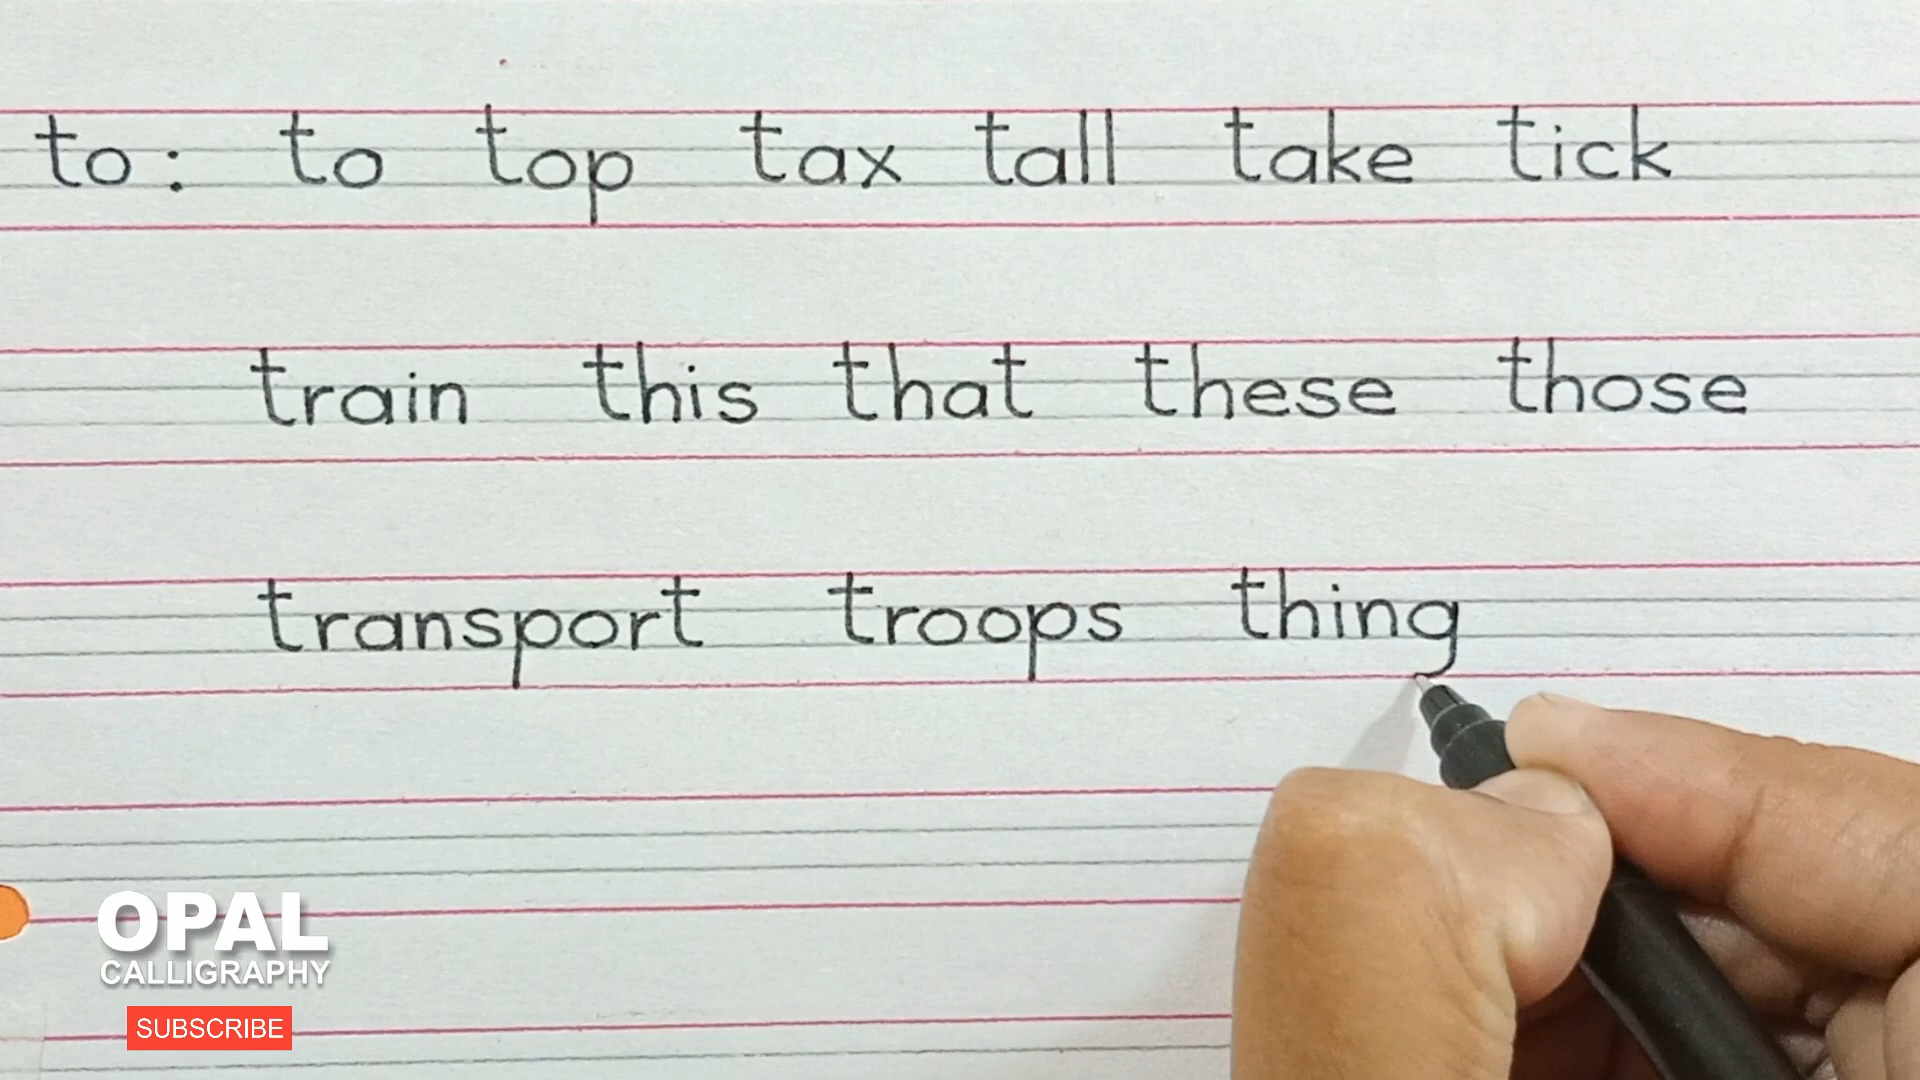 to: to top tax tall take tick
train this that these those
transport troops thing
OPAL
CALLIGRAPHY
SUBSCRIBE